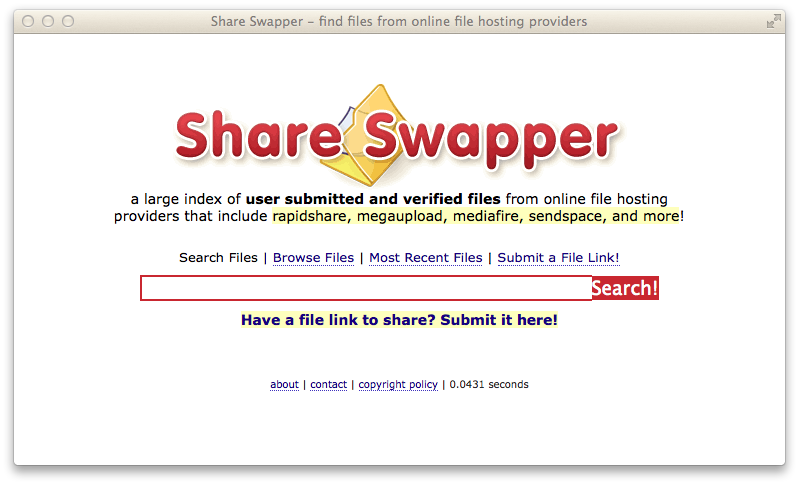 Share Swapper – find files from online file hosting providers
Share Swapper
a large index of user submitted and verified files from online file hosting
providers that include rapidshare, megaupload, mediafire, sendspace, and more!
Search Files | Browse Files | Most Recent Files | Submit a File Link!
Search!
Have a file link to share? Submit it here!
about | contact | copyright policy | 0.0431 seconds